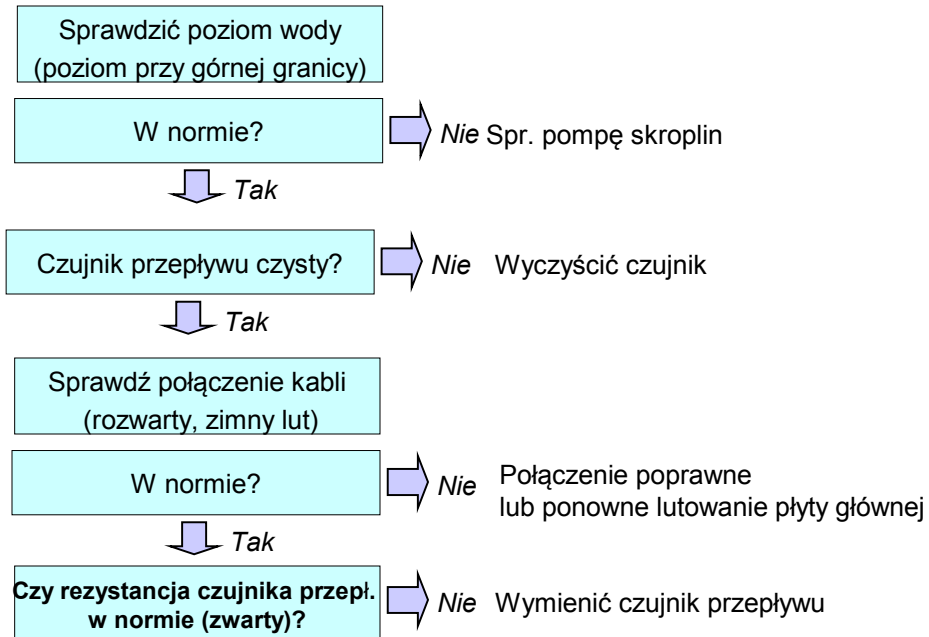 Sprawdzić poziom wody
(poziom przy górnej granicy)
W normie?
Nie Spr. pompę skroplin
Tak
Czujnik przepływu czysty?
Nie Wyczyścić czujnik
Tak
Sprawdź połączenie kabli
(rozwarty, zimny lut)
W normie?
Nie
Połączenie poprawne
lub ponowne lutowanie płyty głównej
Tak
Czy rezystancja czujnika przepł.
w normie (zwarty)?
Nie Wymienić czujnik przepływu